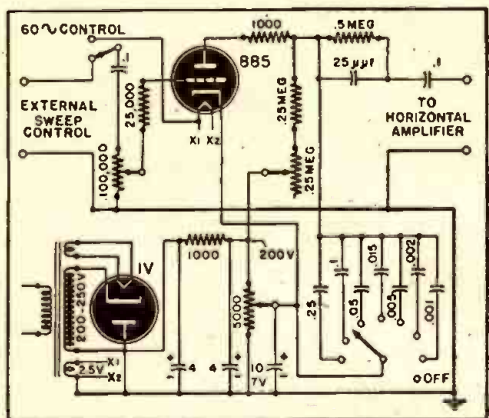 60∿CONTROL
EXTERNAL
SWEEP
CONTROL
.1
25,000
.100,000
885
X1 X2
1000
.5MEG
25μμf
.1
TO
HORIZONTAL
AMPLIFIER
.25MEG
.25MEG
200-250V
2.5V
X1
X2
1V
1000
200V
5000
4
4
10
7V
.25
.1
.05
.015
.005
.002
.001
OFF